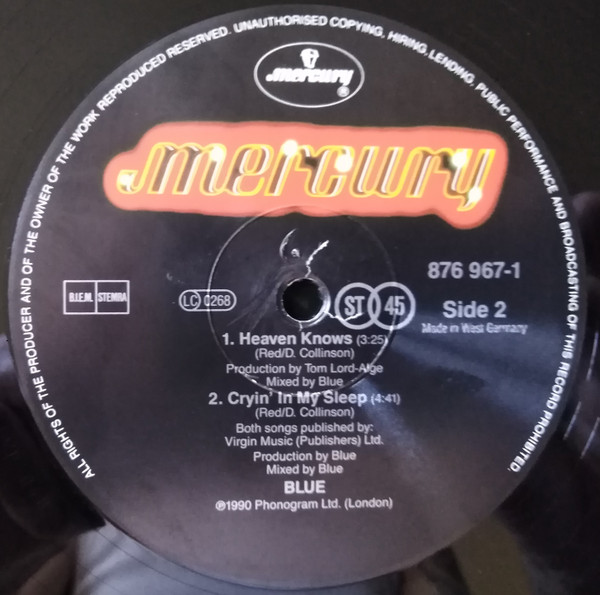 ALL RIGHTS OF THE PRODUCER AND OF THE OWNER OF THE WORK REPRODUCED RESERVED. UNAUTHORISED COPYING, HIRING, LENDING, PUBLIC PERFORMANCE AND BROADCASTING OF THIS RECORD PROHIBITED.
mercury ®
mercury
876 967-1
B.I.E.M. STEMRA
LC 0268
ST 45
Side 2
Made in West Germany
1. Heaven Knows (3:25)
(Red/D. Collinson)
Production by Tom Lord-Alge
Mixed by Blue
2. Cryin' In My Sleep (4:41)
(Red/D. Collinson)
Both songs published by:
Virgin Music (Publishers) Ltd.
Production by Blue
Mixed by Blue
BLUE
℗1990 Phonogram Ltd. (London)